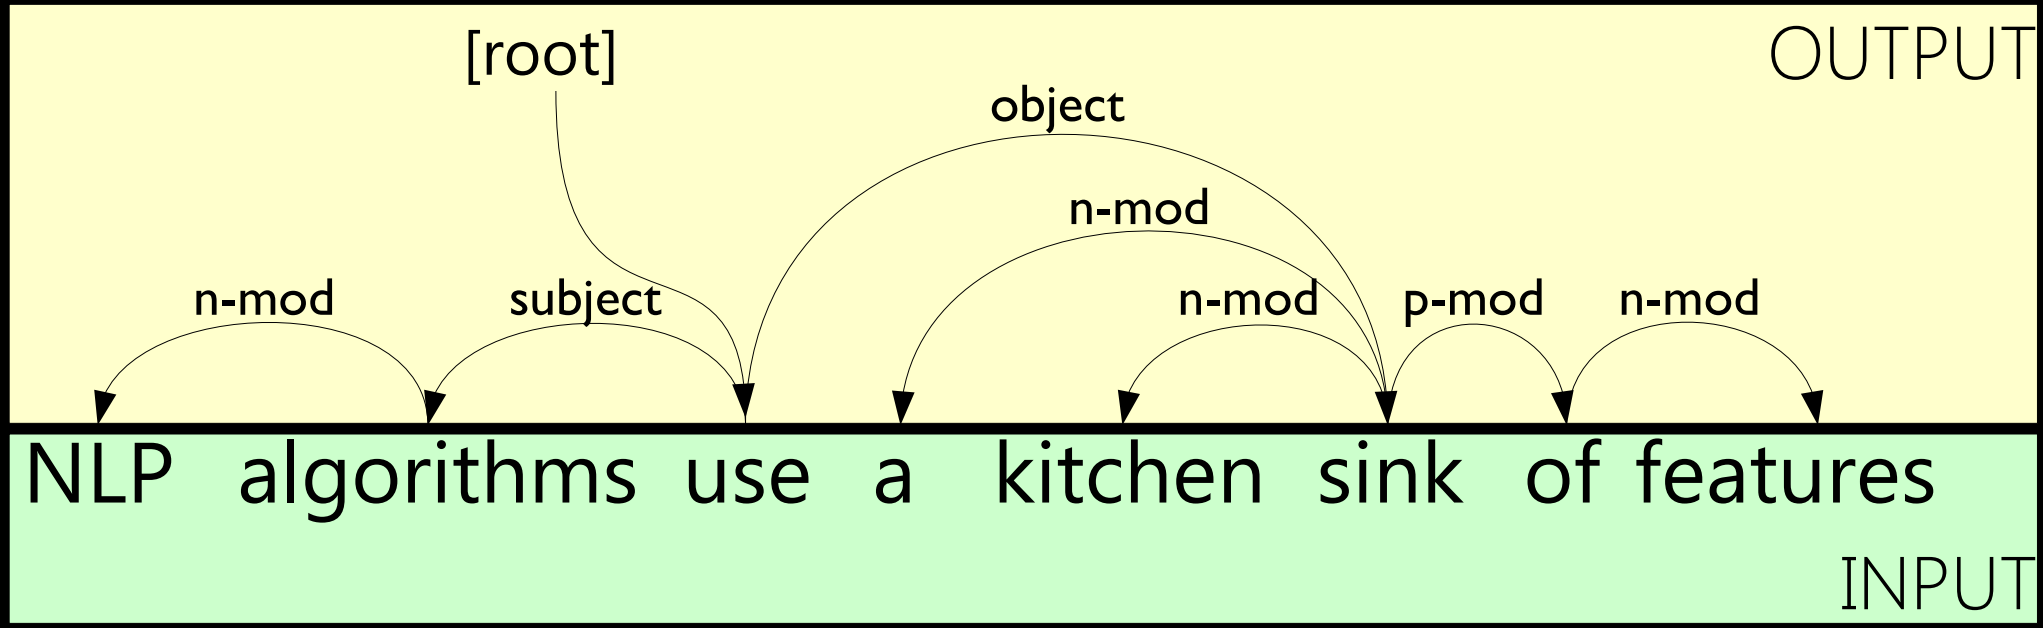 [root]
OUTPUT
object
n-mod
n-mod subject n-mod p-mod n-mod
NLP algorithms use a kitchen sink of features
INPUT